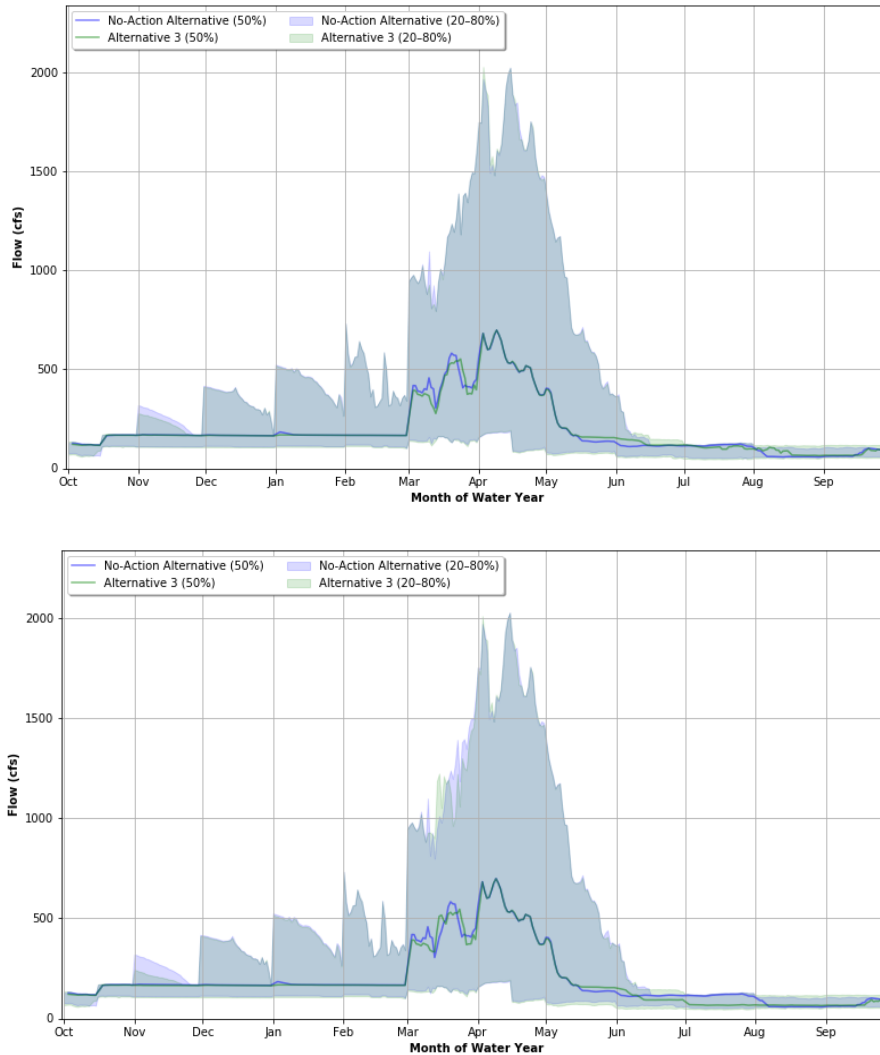 No-Action Alternative (50%) No-Action Alternative (20–80%)
Alternative 3 (50%) Alternative 3 (20–80%)
2000
1500
1000
500
0
Flow (cfs)
Oct Nov Dec Jan Feb Mar Apr May Jun Jul Aug Sep
Month of Water Year
No-Action Alternative (50%) No-Action Alternative (20–80%)
Alternative 3 (50%) Alternative 3 (20–80%)
2000
1500
1000
500
0
Flow (cfs)
Oct Nov Dec Jan Feb Mar Apr May Jun Jul Aug Sep
Month of Water Year